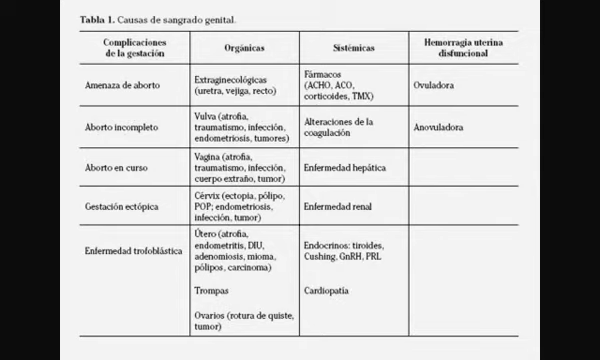 Tabla 1. Causas de sangrado genital.
Complicaciones
de la gestación
Orgánicas
Sistémicas
Hemorragia uterina
disfuncional
Amenaza de aborto
Extraginecológicas
(uretra, vejiga, recto)
Fármacos
(ACHO, ACO,
corticoides, TMX)
Ovuladora
Aborto incompleto
Vulva (atrofia,
traumatismo, infección,
endometriosis, tumores)
Alteraciones de la
coagulación
Anovuladora
Aborto en curso
Vagina (atrofia,
traumatismo, infección,
cuerpo extraño, tumor)
Enfermedad hepática
Gestación ectópica
Cérvix (ectopia, pólipo,
POP; endometriosis,
infección, tumor)
Enfermedad renal
Enfermedad trofoblástica
Útero (atrofia,
endometritis, DIU,
adenomiosis, mioma,
pólipos, carcinoma)
Endocrinos: tiroides,
Cushing, GnRH, PRL
Trompas
Cardiopatía
Ovarios (rotura de quiste,
tumor)